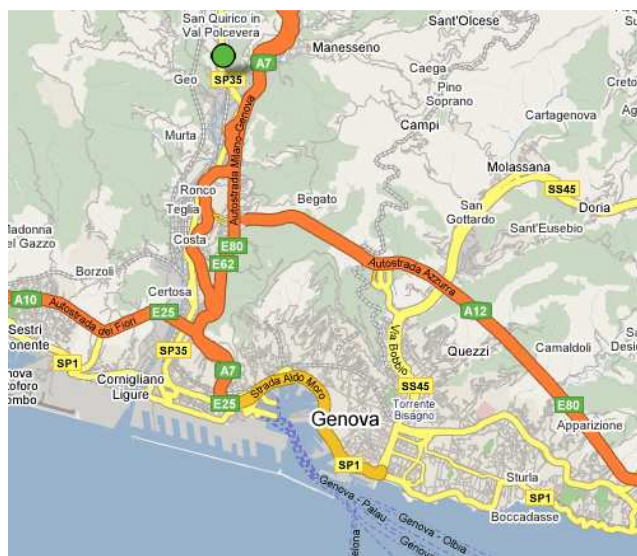 San Quirico in
Val Polcevera
Sant'Olcese
Manesseno
A7
Geo
SP35
Caega
Pino
Soprano
Creto
Cartagenova
Campi
Murta
Autostrada Milano-Genova
Molassana
SS45
Doria
Ronco
Teglia
Begato
San
Gottardo
Sant'Eusebio
Costa
Madonna
del Gazzo
E80
E62
Borzoli
Autostrada Azzurra
Certosa
A10
Autostrada dei Fiori
E25
A12
Via Bobbio
Sestri
SP1
SP35
Quezzi
Camaldoli
A7
Cornigliano
Ligure
Strada Aldo Moro
SS45
E25
Genova
Torrente
Bisagno
E80
Apparizione
SP1
Sturla
SP1
Boccadasse
Genova - Palau
Genova - Olbia